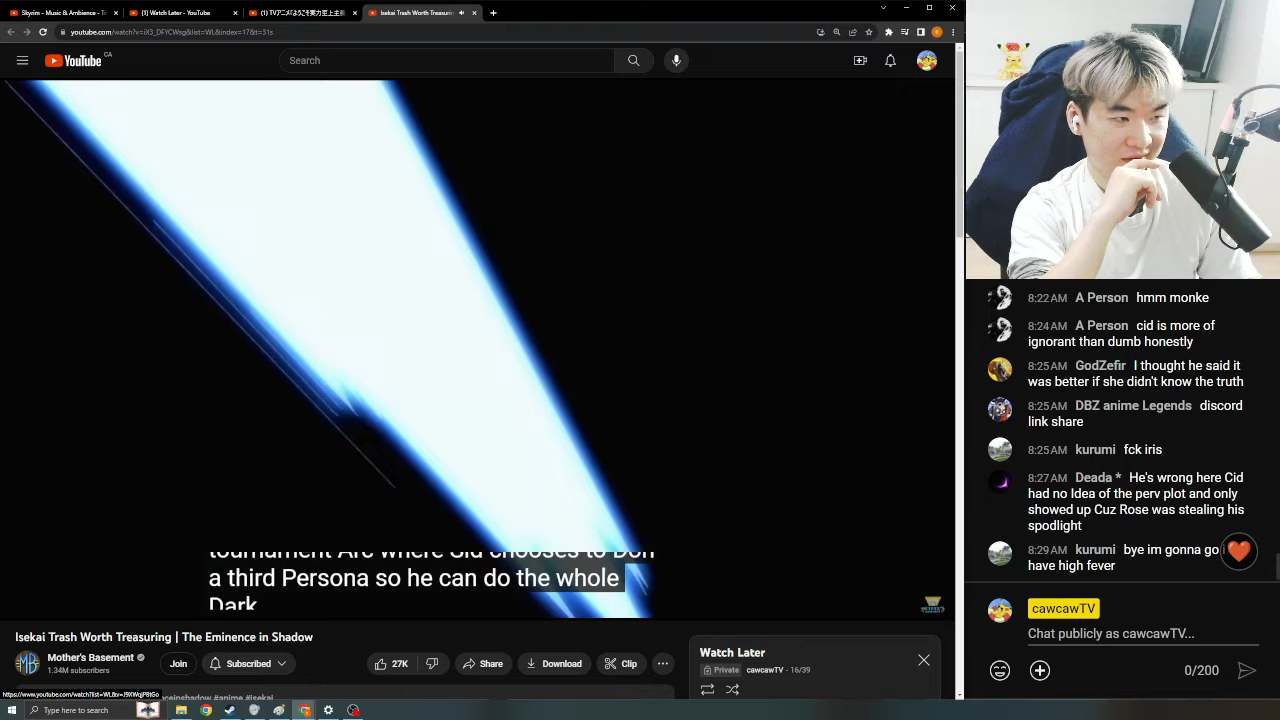 Skyrim - Music & Ambience - Te
(1) Watch Later - YouTube
(1) TVアニメ『ようこそ実力至上主義
Isekai Trash Worth Treasuring
youtube.com/watch?v=iX3_DFYCWsg&list=WL&index=17&t=31s
YouTube CA
Search
tournament Arc where Sid chooses to Don
a third Persona so he can do the whole
Dark
Isekai Trash Worth Treasuring | The Eminence in Shadow
Mother's Basement
1.34M subscribers
Join
Subscribed
27K
Share
Download
Clip
Watch Later
Private cawcawTV - 16/39
#anime #isekai
Type here to search
8:22 AM A Person hmm monke
8:24 AM A Person cid is more of
ignorant than dumb honestly
8:25 AM GodZefir I thought he said it
was better if she didn't know the truth
8:25 AM DBZ anime Legends discord
link share
8:25 AM kurumi fck iris
8:27 AM Deada * He's wrong here Cid
had no Idea of the perv plot and only
showed up Cuz Rose was stealing his
spodlight
8:29 AM kurumi bye im gonna go i
have high fever
cawcawTV
Chat publicly as cawcawTV...
0/200